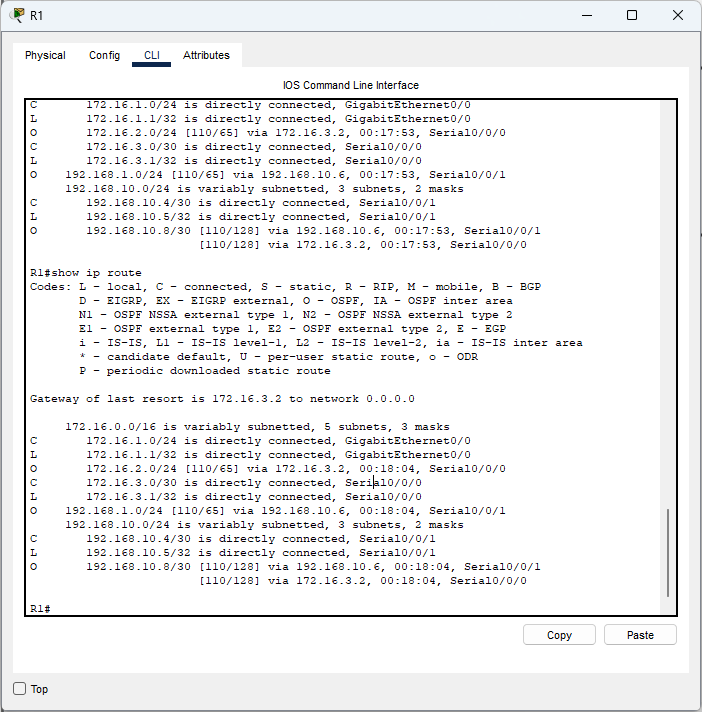 R1
Physical Config CLI Attributes
IOS Command Line Interface
C       172.16.1.0/24 is directly connected, GigabitEthernet0/0
L       172.16.1.1/32 is directly connected, GigabitEthernet0/0
O       172.16.2.0/24 [110/65] via 172.16.3.2, 00:17:53, Serial0/0/0
C       172.16.3.0/30 is directly connected, Serial0/0/0
L       172.16.3.1/32 is directly connected, Serial0/0/0
O    192.168.1.0/24 [110/65] via 192.168.10.6, 00:17:53, Serial0/0/1
     192.168.10.0/24 is variably subnetted, 3 subnets, 2 masks
C       192.168.10.4/30 is directly connected, Serial0/0/1
L       192.168.10.5/32 is directly connected, Serial0/0/1
O       192.168.10.8/30 [110/128] via 192.168.10.6, 00:17:53, Serial0/0/1
                        [110/128] via 172.16.3.2, 00:17:53, Serial0/0/0
R1#show ip route
Codes: L - local, C - connected, S - static, R - RIP, M - mobile, B - BGP
       D - EIGRP, EX - EIGRP external, O - OSPF, IA - OSPF inter area
       N1 - OSPF NSSA external type 1, N2 - OSPF NSSA external type 2
       E1 - OSPF external type 1, E2 - OSPF external type 2, E - EGP
       i - IS-IS, L1 - IS-IS level-1, L2 - IS-IS level-2, ia - IS-IS inter area
       * - candidate default, U - per-user static route, o - ODR
       P - periodic downloaded static route
Gateway of last resort is 172.16.3.2 to network 0.0.0.0
     172.16.0.0/16 is variably subnetted, 5 subnets, 3 masks
C       172.16.1.0/24 is directly connected, GigabitEthernet0/0
L       172.16.1.1/32 is directly connected, GigabitEthernet0/0
O       172.16.2.0/24 [110/65] via 172.16.3.2, 00:18:04, Serial0/0/0
C       172.16.3.0/30 is directly connected, Serial0/0/0
L       172.16.3.1/32 is directly connected, Serial0/0/0
O    192.168.1.0/24 [110/65] via 192.168.10.6, 00:18:04, Serial0/0/1
     192.168.10.0/24 is variably subnetted, 3 subnets, 2 masks
C       192.168.10.4/30 is directly connected, Serial0/0/1
L       192.168.10.5/32 is directly connected, Serial0/0/1
O       192.168.10.8/30 [110/128] via 192.168.10.6, 00:18:04, Serial0/0/1
                        [110/128] via 172.16.3.2, 00:18:04, Serial0/0/0
R1#
Copy Paste
Top